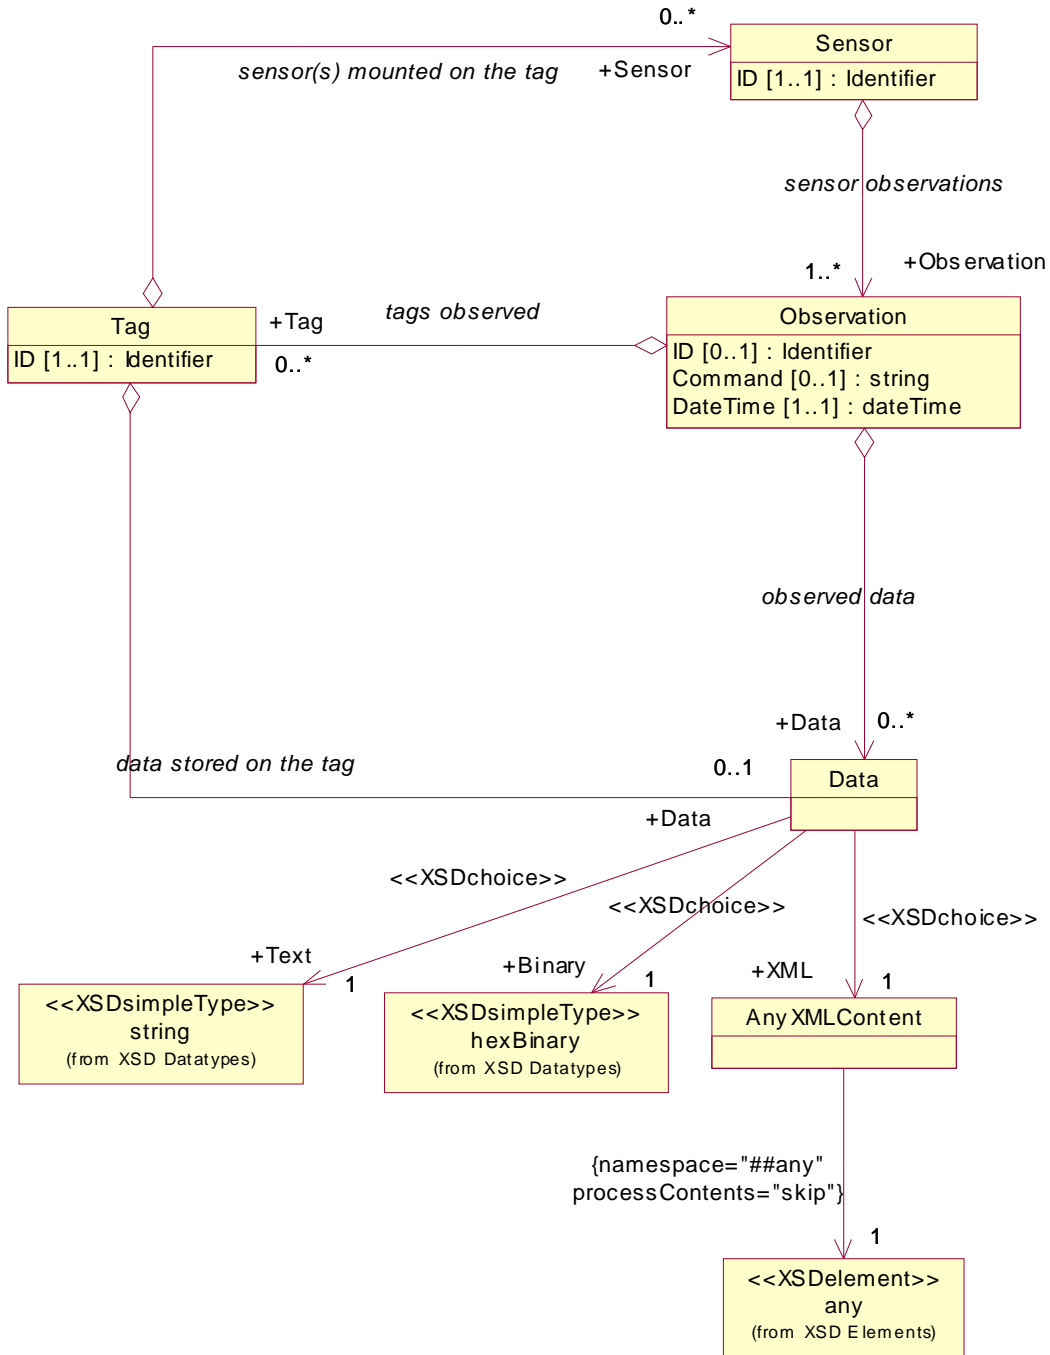 0..*
Sensor
sensor(s) mounted on the tag
+Sensor
ID [1..1] : Identifier
sensor observations
1..*
+Observation
Tag
ID [1..1] : Identifier
+Tag
0..*
tags observed
Observation
ID [0..1] : Identifier
Command [0..1] : string
DateTime [1..1] : dateTime
observed data
+Data
0..*
data stored on the tag
0..1
+Data
Data
<<XSDchoice>>
<<XSDchoice>>
<<XSDchoice>>
+Text
1
+Binary
1
+XML
1
<<XSDsimpleType>>
string
(from XSD Datatypes)
<<XSDsimpleType>>
hexBinary
(from XSD Datatypes)
AnyXMLContent
{namespace="##any"
processContents="skip"}
1
<<XSDelement>>
any
(from XSD Elements)